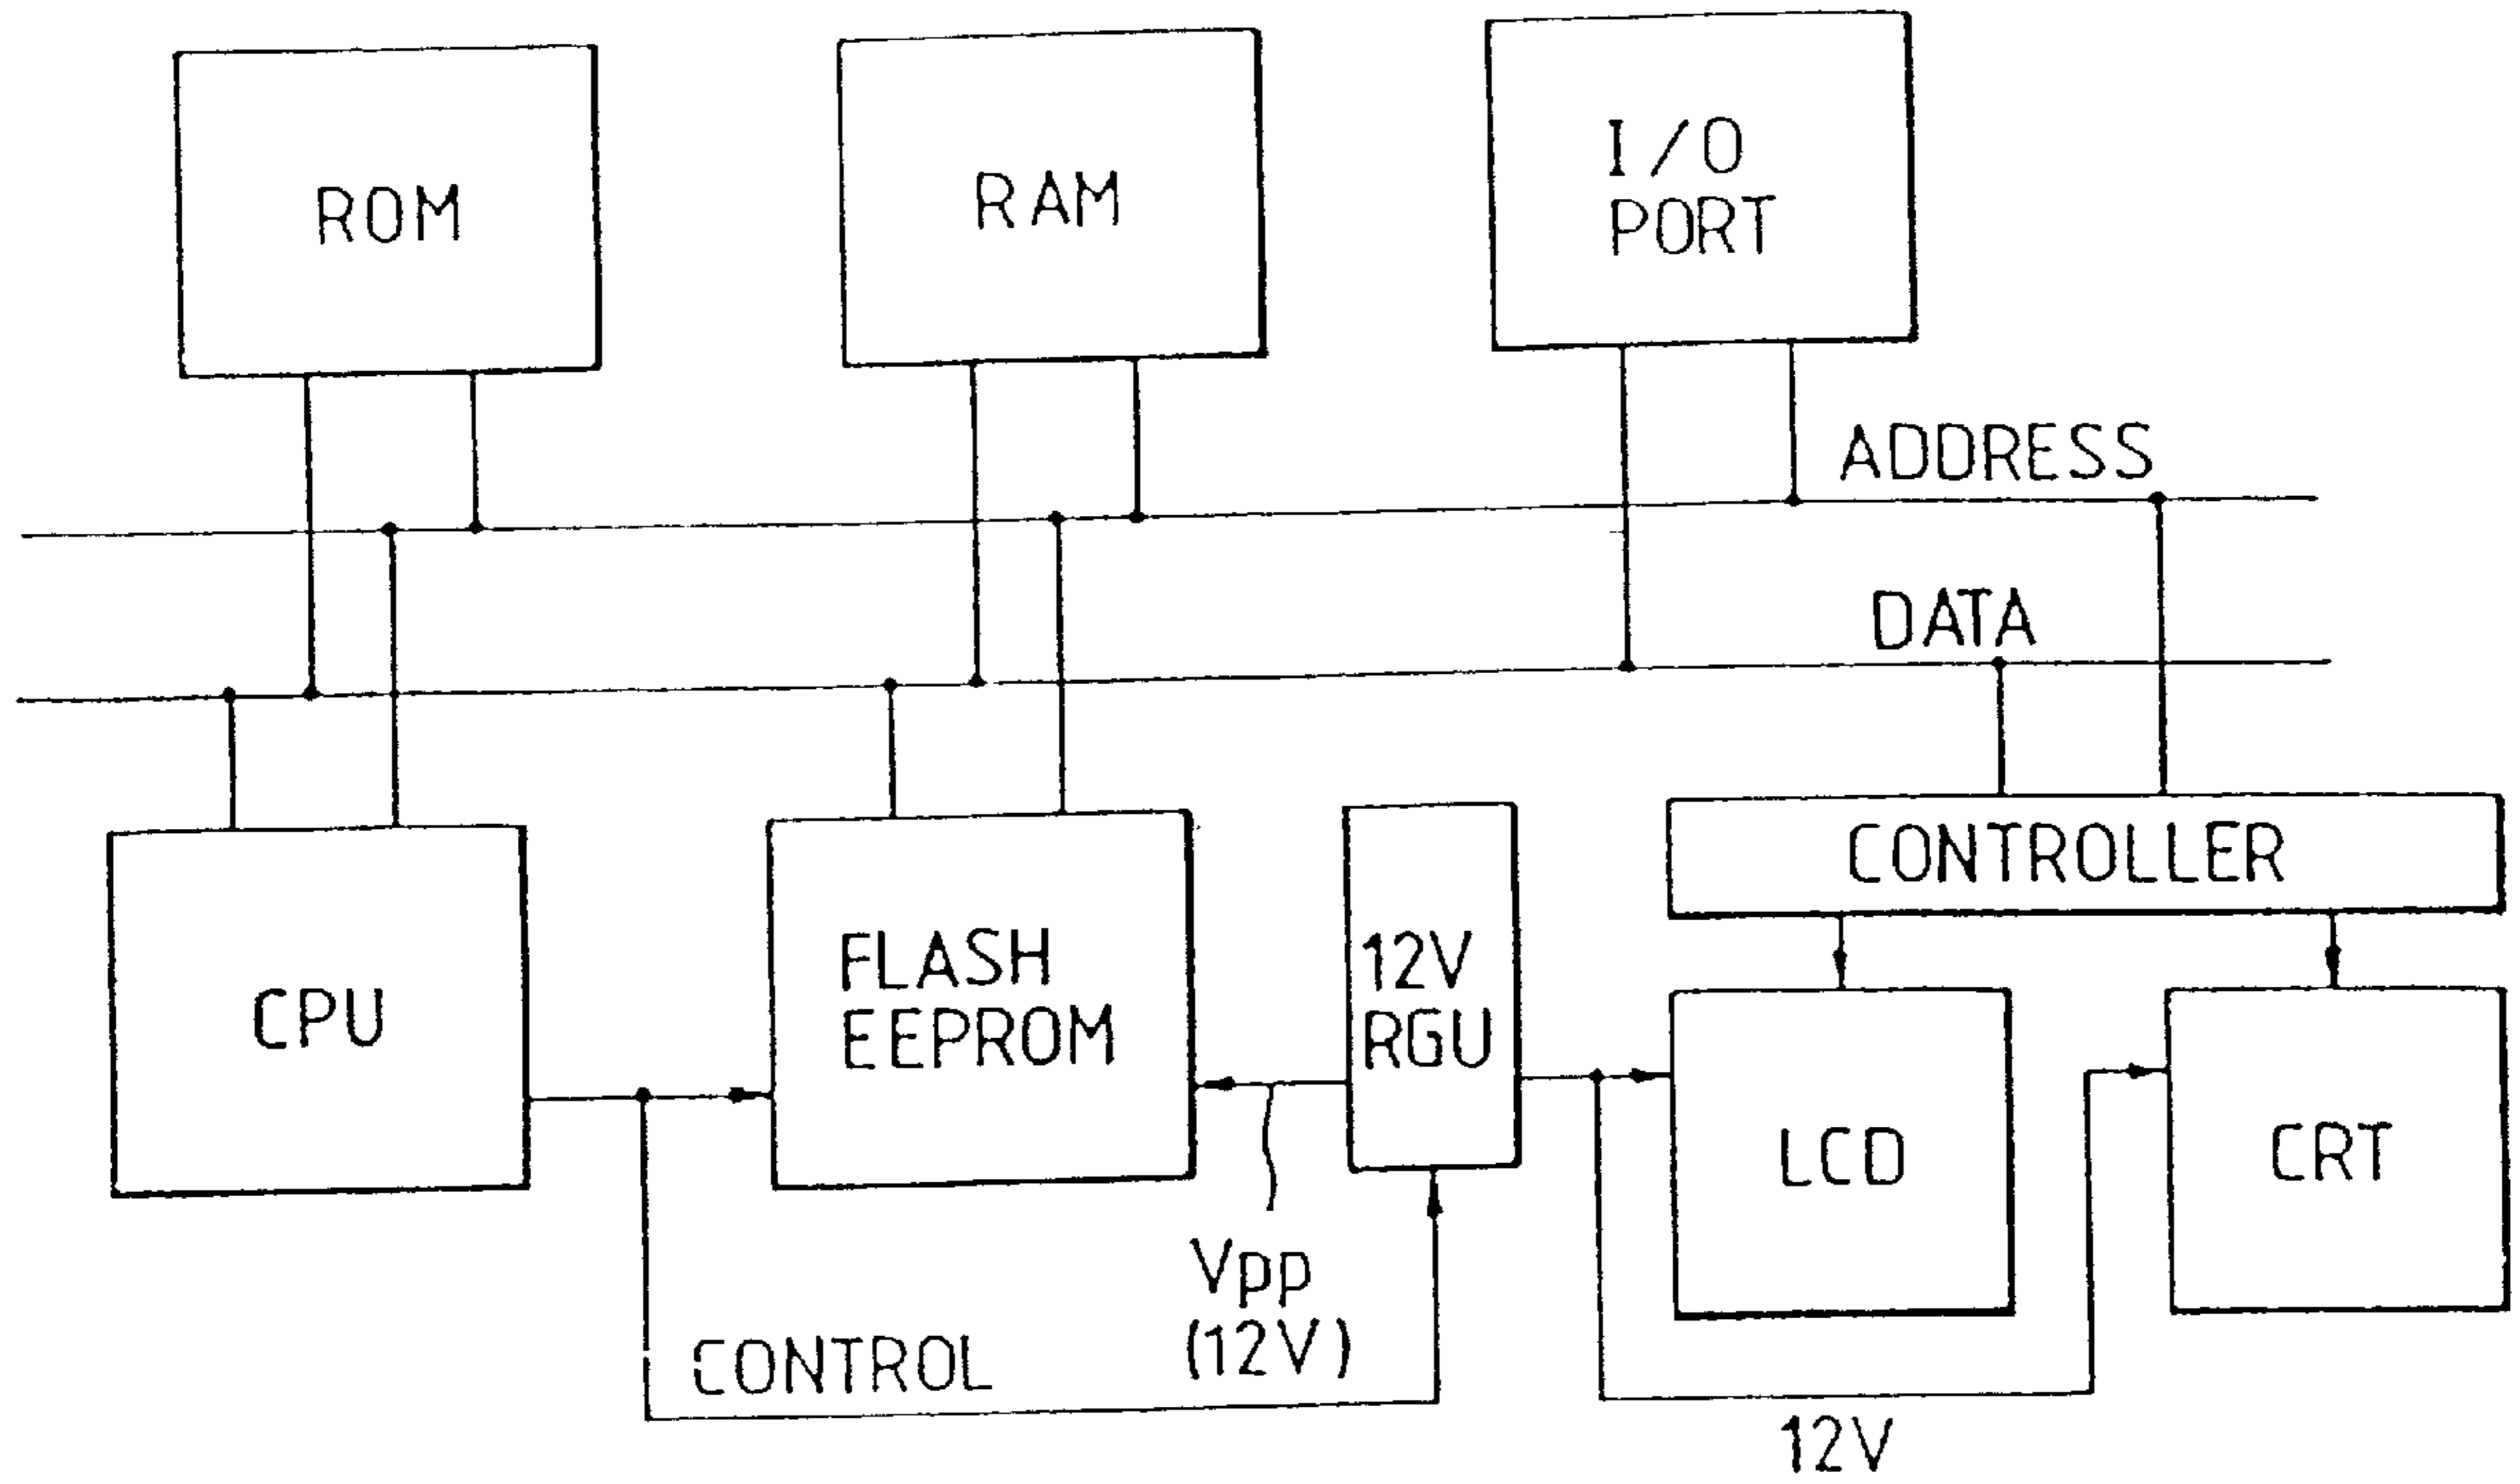 ROM
RAM
I/O
PORT
ADDRESS
DATA
CONTROLLER
CPU
FLASH
EEPROM
12V
RGU
LCD
CRT
Vpp
(12V)
CONTROL
12V